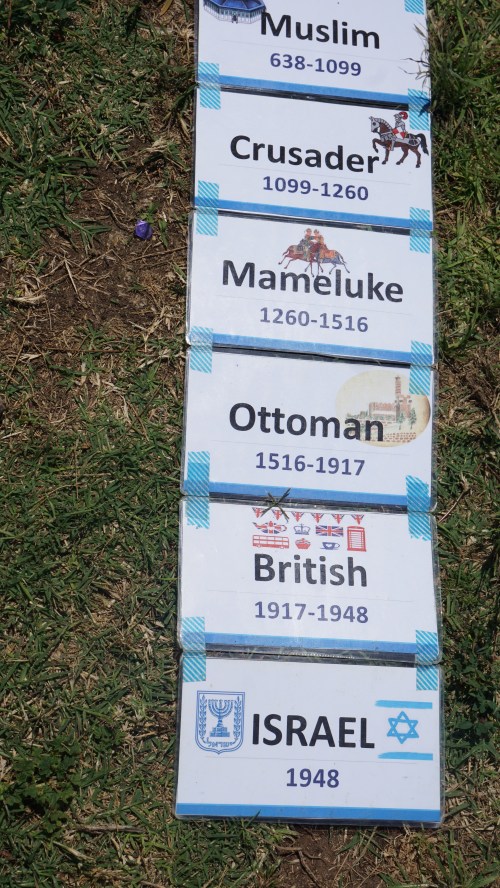 Muslim
638-1099
Crusader
1099-1260
Mameluke
1260-1516
Ottoman
1516-1917
British
1917-1948
ISRAEL
1948